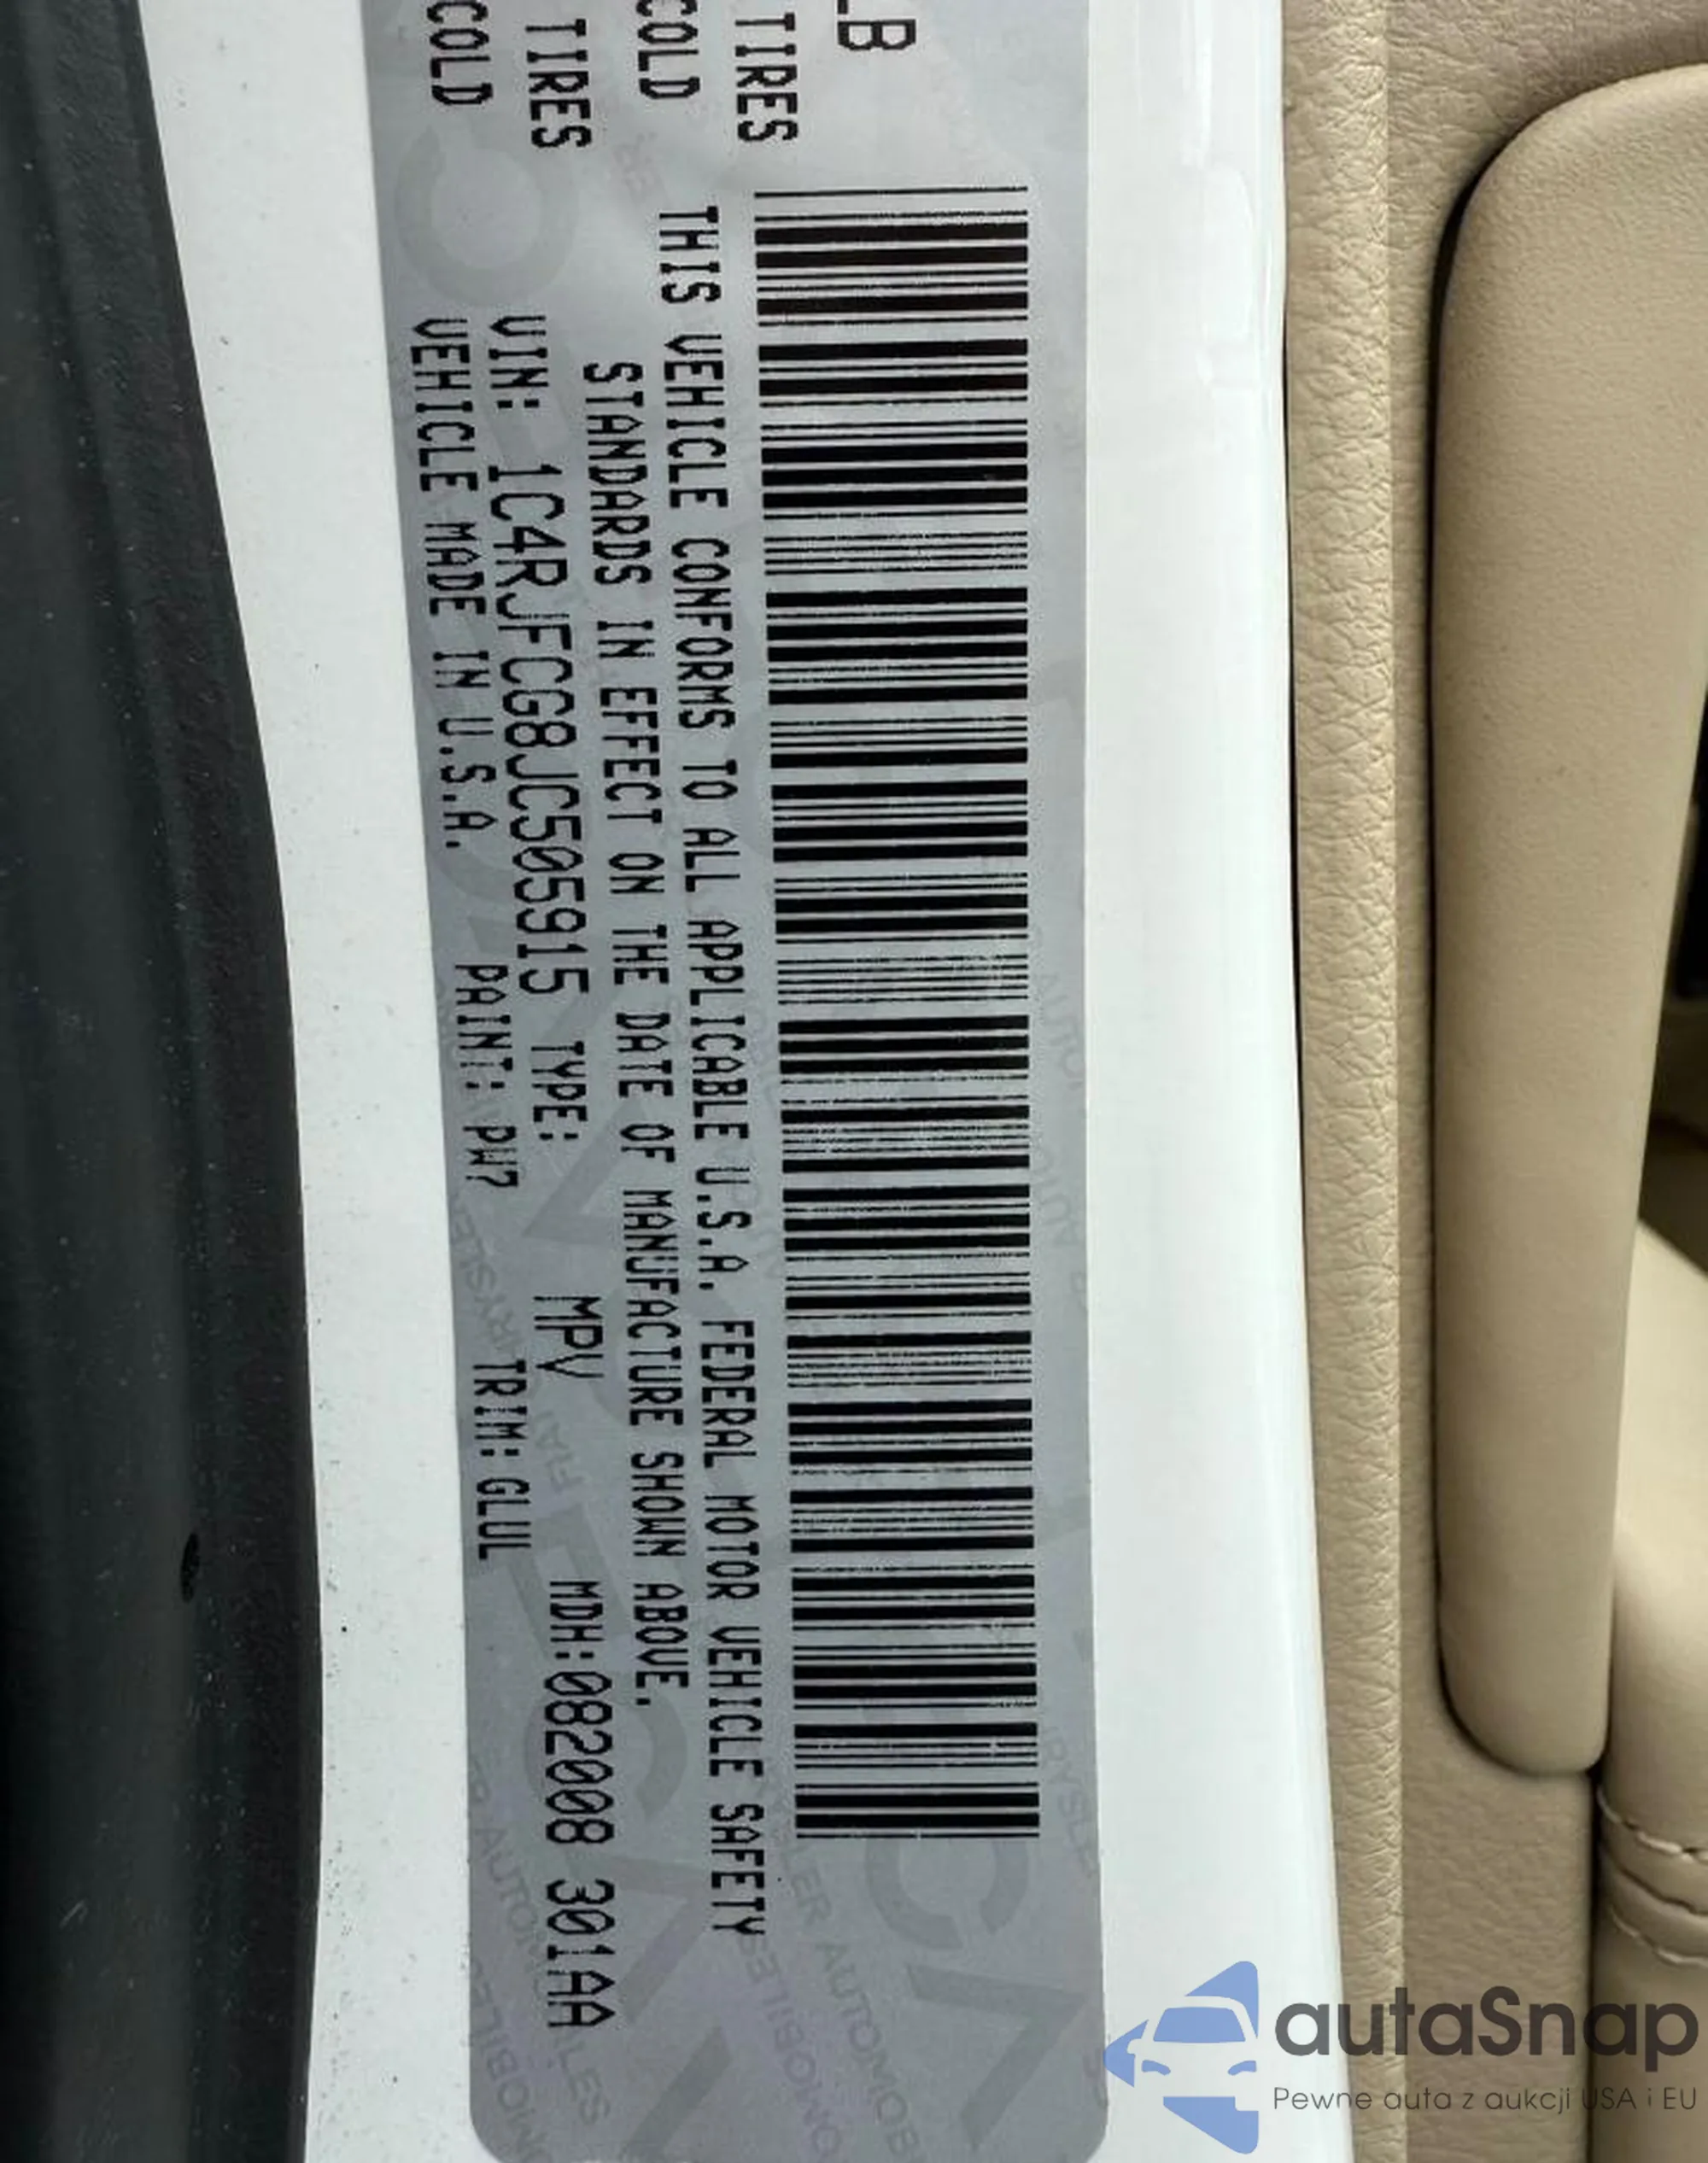 LB
TIRES
COLD
TIRES
COLD
THIS VEHICLE CONFORMS TO ALL APPLICABLE U.S.A. FEDERAL MOTOR VEHICLE SAFETY
STANDARDS IN EFFECT ON THE DATE OF MANUFACTURE SHOWN ABOVE.
VIN: 1C4RJFCG8JC505915 TYPE: MPV MDH:082008 301AA
VEHICLE MADE IN U.S.A. PAINT: PW7 TRIM: GLUL
autaSnap
Pewne auta z aukcji USA i EU